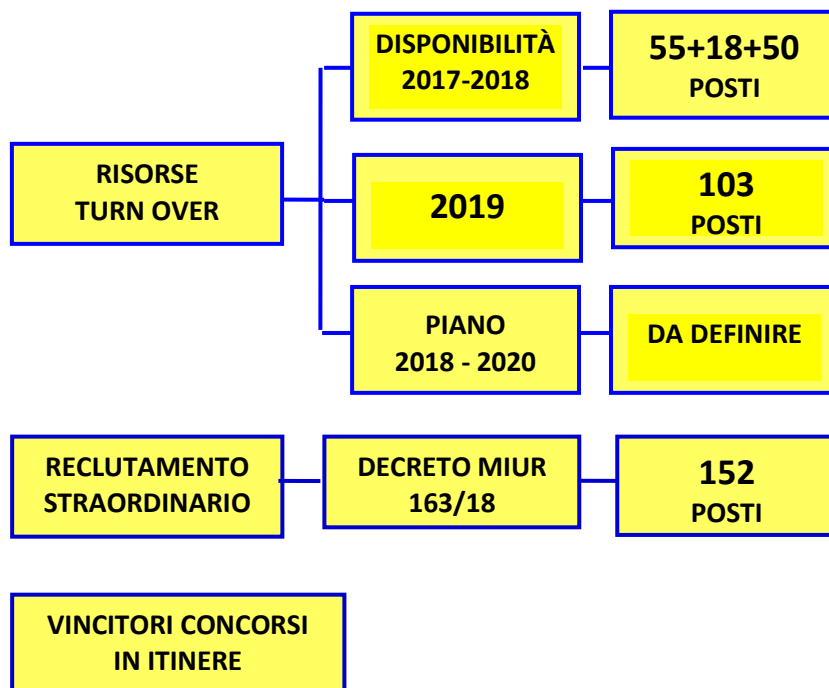 DISPONIBILITÀ
2017-2018
55+18+50
POSTI
RISORSE
TURN OVER
2019
103
POSTI
PIANO
2018 - 2020
DA DEFINIRE
RECLUTAMENTO
STRAORDINARIO
DECRETO MIUR
163/18
152
POSTI
VINCITORI CONCORSI
IN ITINERE